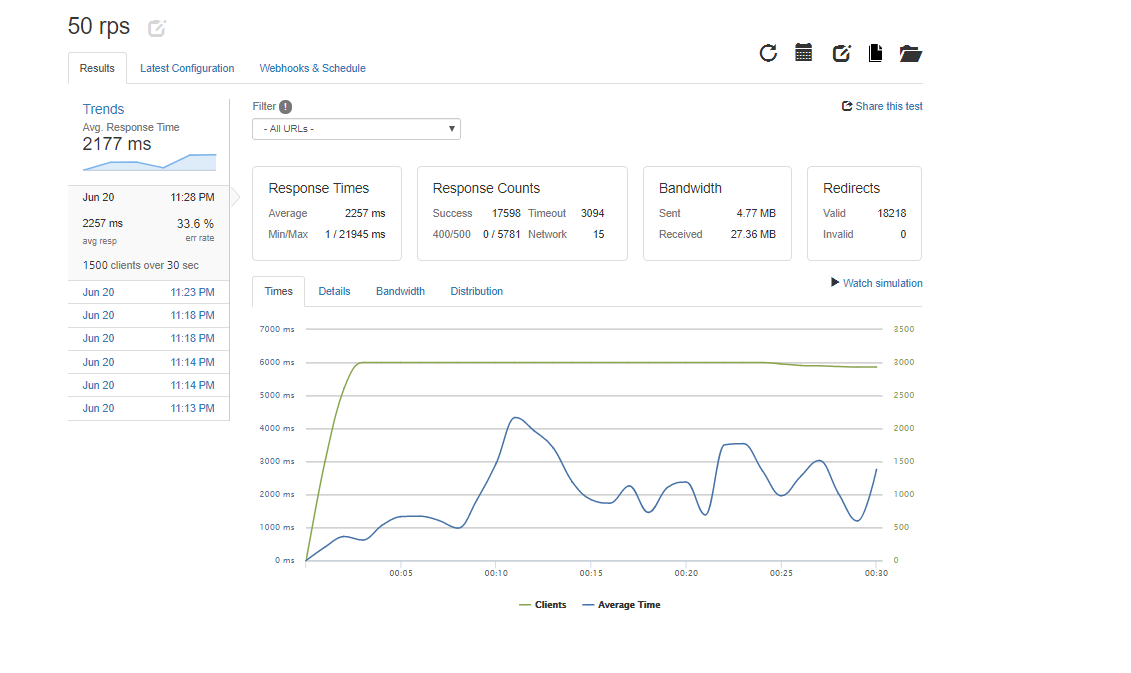 50 rps
Results Latest Configuration Webhooks & Schedule
Trends
Avg. Response Time
2177 ms
Jun 20 11:28 PM
2257 ms 33.6 %
avg resp err rate
1500 clients over 30 sec
Jun 20 11:23 PM
Jun 20 11:18 PM
Jun 20 11:18 PM
Jun 20 11:14 PM
Jun 20 11:14 PM
Jun 20 11:13 PM
Filter !
Share this test
- All URLs -
Response Times
Average 2257 ms
Min/Max 1 / 21945 ms
Response Counts
Success 17598 Timeout 3094
400/500 0 / 5781 Network 15
Bandwidth
Sent 4.77 MB
Received 27.36 MB
Redirects
Valid 18218
Invalid 0
Times Details Bandwidth Distribution
Watch simulation
7000 ms 3500
6000 ms 3000
5000 ms 2500
4000 ms 2000
3000 ms 1500
2000 ms 1000
1000 ms 500
0 ms 0
00:05 00:10 00:15 00:20 00:25 00:30
Clients Average Time